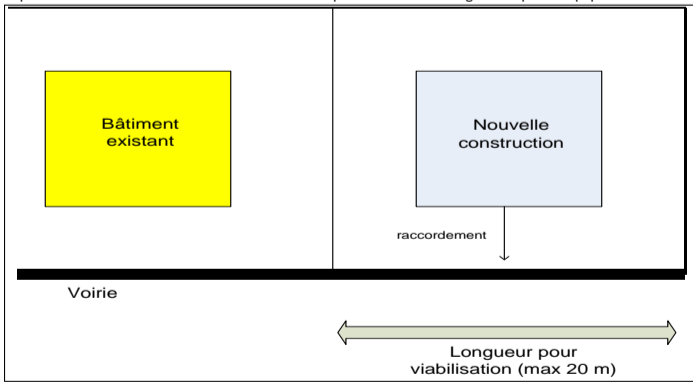 Bâtiment
existant
Nouvelle
construction
raccordement
Voirie
Longueur pour
viabilisation (max 20 m)